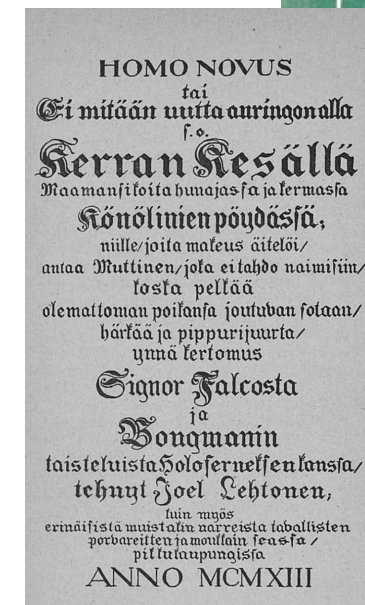 HOMO NOVUS
tai
Ei mitään uutta auringon alla
s. o.
Kerran Kesällä
Maamansikoita hunajassa ja kermassa
Könölinien pöydässä;
niille/joita makeus äitelöi/
antaa Muttinen/joka ei tahdo naimisiin/
koska pelkää
olemattoman poikansa joutuvan sotaan/
härkää ja pippurijuurta/
ynnä kertomus
Signor Falcosta
ja
Bongmanin
taisteluista Holoferneksen kanssa/
tehnyt Joel Lehtonen;
kuin myös
erinäisistä muistakin narreista tavallisten
porvareitten ja moukkain seassa/
pikkukaupungissa
ANNO MCMXIII